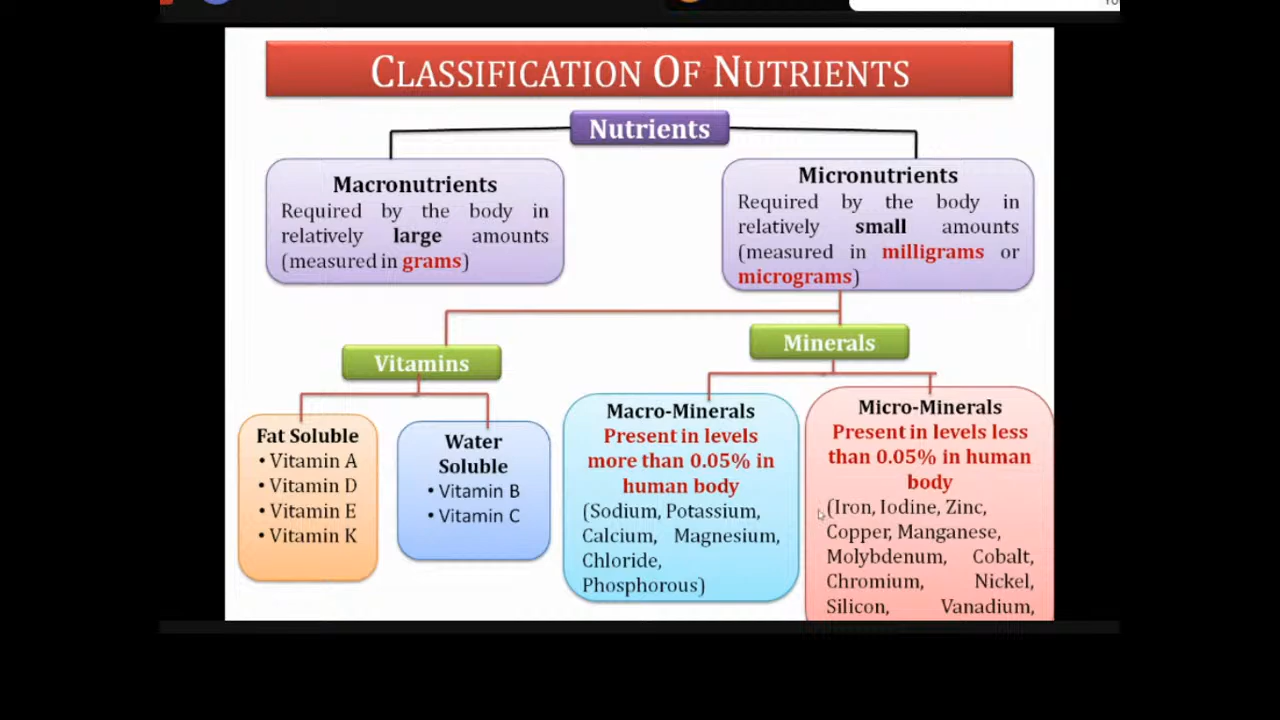 CLASSIFICATION OF NUTRIENTS
Nutrients
Macronutrients
Required by the body in
relatively large amounts
(measured in grams)
Micronutrients
Required by the body in
relatively small amounts
(measured in milligrams or
micrograms)
Vitamins
Minerals
Fat Soluble
• Vitamin A
• Vitamin D
• Vitamin E
• Vitamin K
Water
Soluble
• Vitamin B
• Vitamin C
Macro-Minerals
Present in levels
more than 0.05% in
human body
(Sodium, Potassium,
Calcium, Magnesium,
Chloride,
Phosphorous)
Micro-Minerals
Present in levels less
than 0.05% in human
body
(Iron, Iodine, Zinc,
Copper, Manganese,
Molybdenum, Cobalt,
Chromium, Nickel,
Silicon, Vanadium,